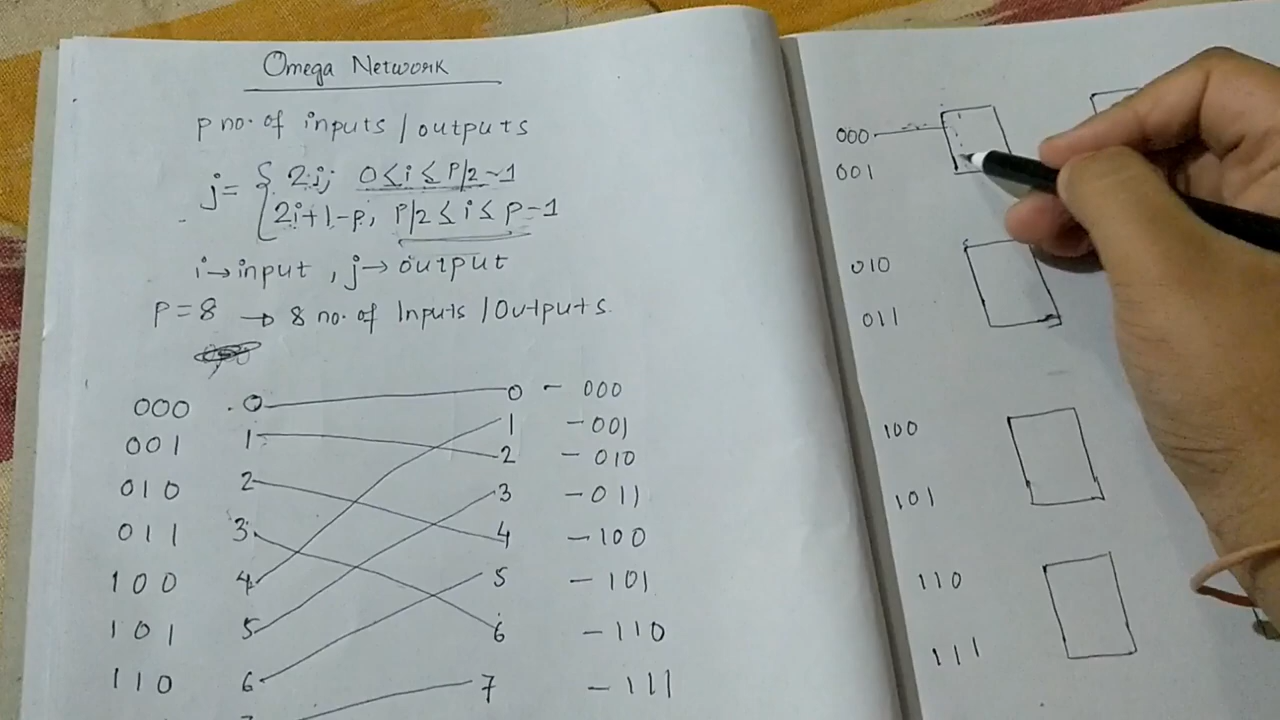 Omega Network
p no. of inputs / outputs
j = { 2i; 0 ≤ i ≤ P/2 - 1
2i+1-p, P/2 ≤ i ≤ p-1
i → input, j → output
P = 8 → 8 no. of Inputs / Outputs.
000 0 0 - 000
001 1 1 - 001
010 2 2 - 010
011 3 3 - 011
100 4 4 - 100
101 5 5 - 101
110 6 6 - 110
7 - 111
000
001
010
011
100
101
110
111